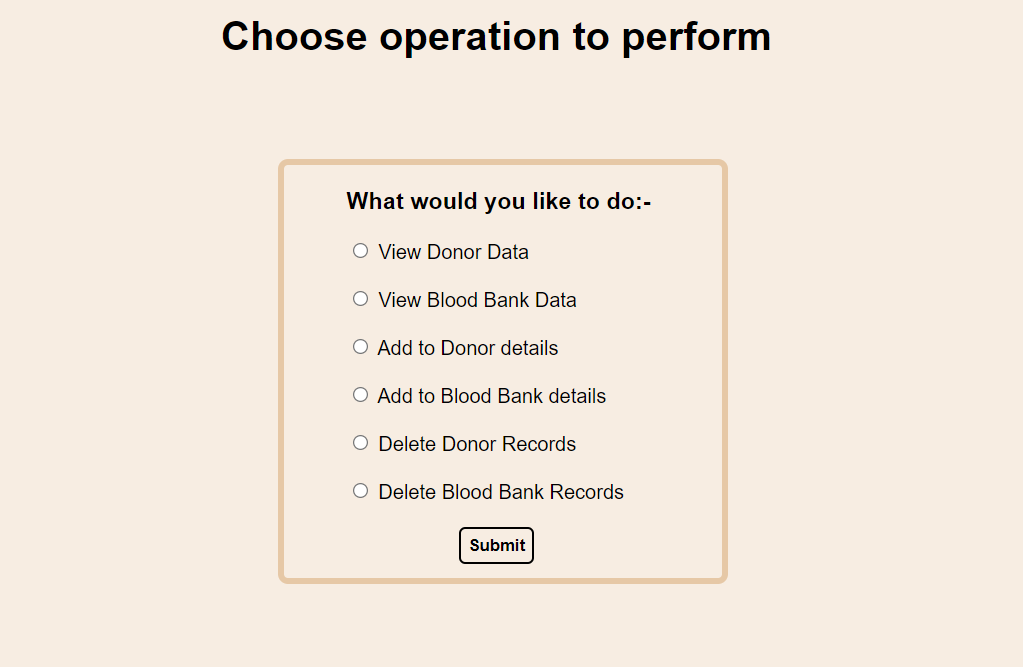 Choose operation to perform
What would you like to do:-
View Donor Data
View Blood Bank Data
Add to Donor details
Add to Blood Bank details
Delete Donor Records
Delete Blood Bank Records
Submit